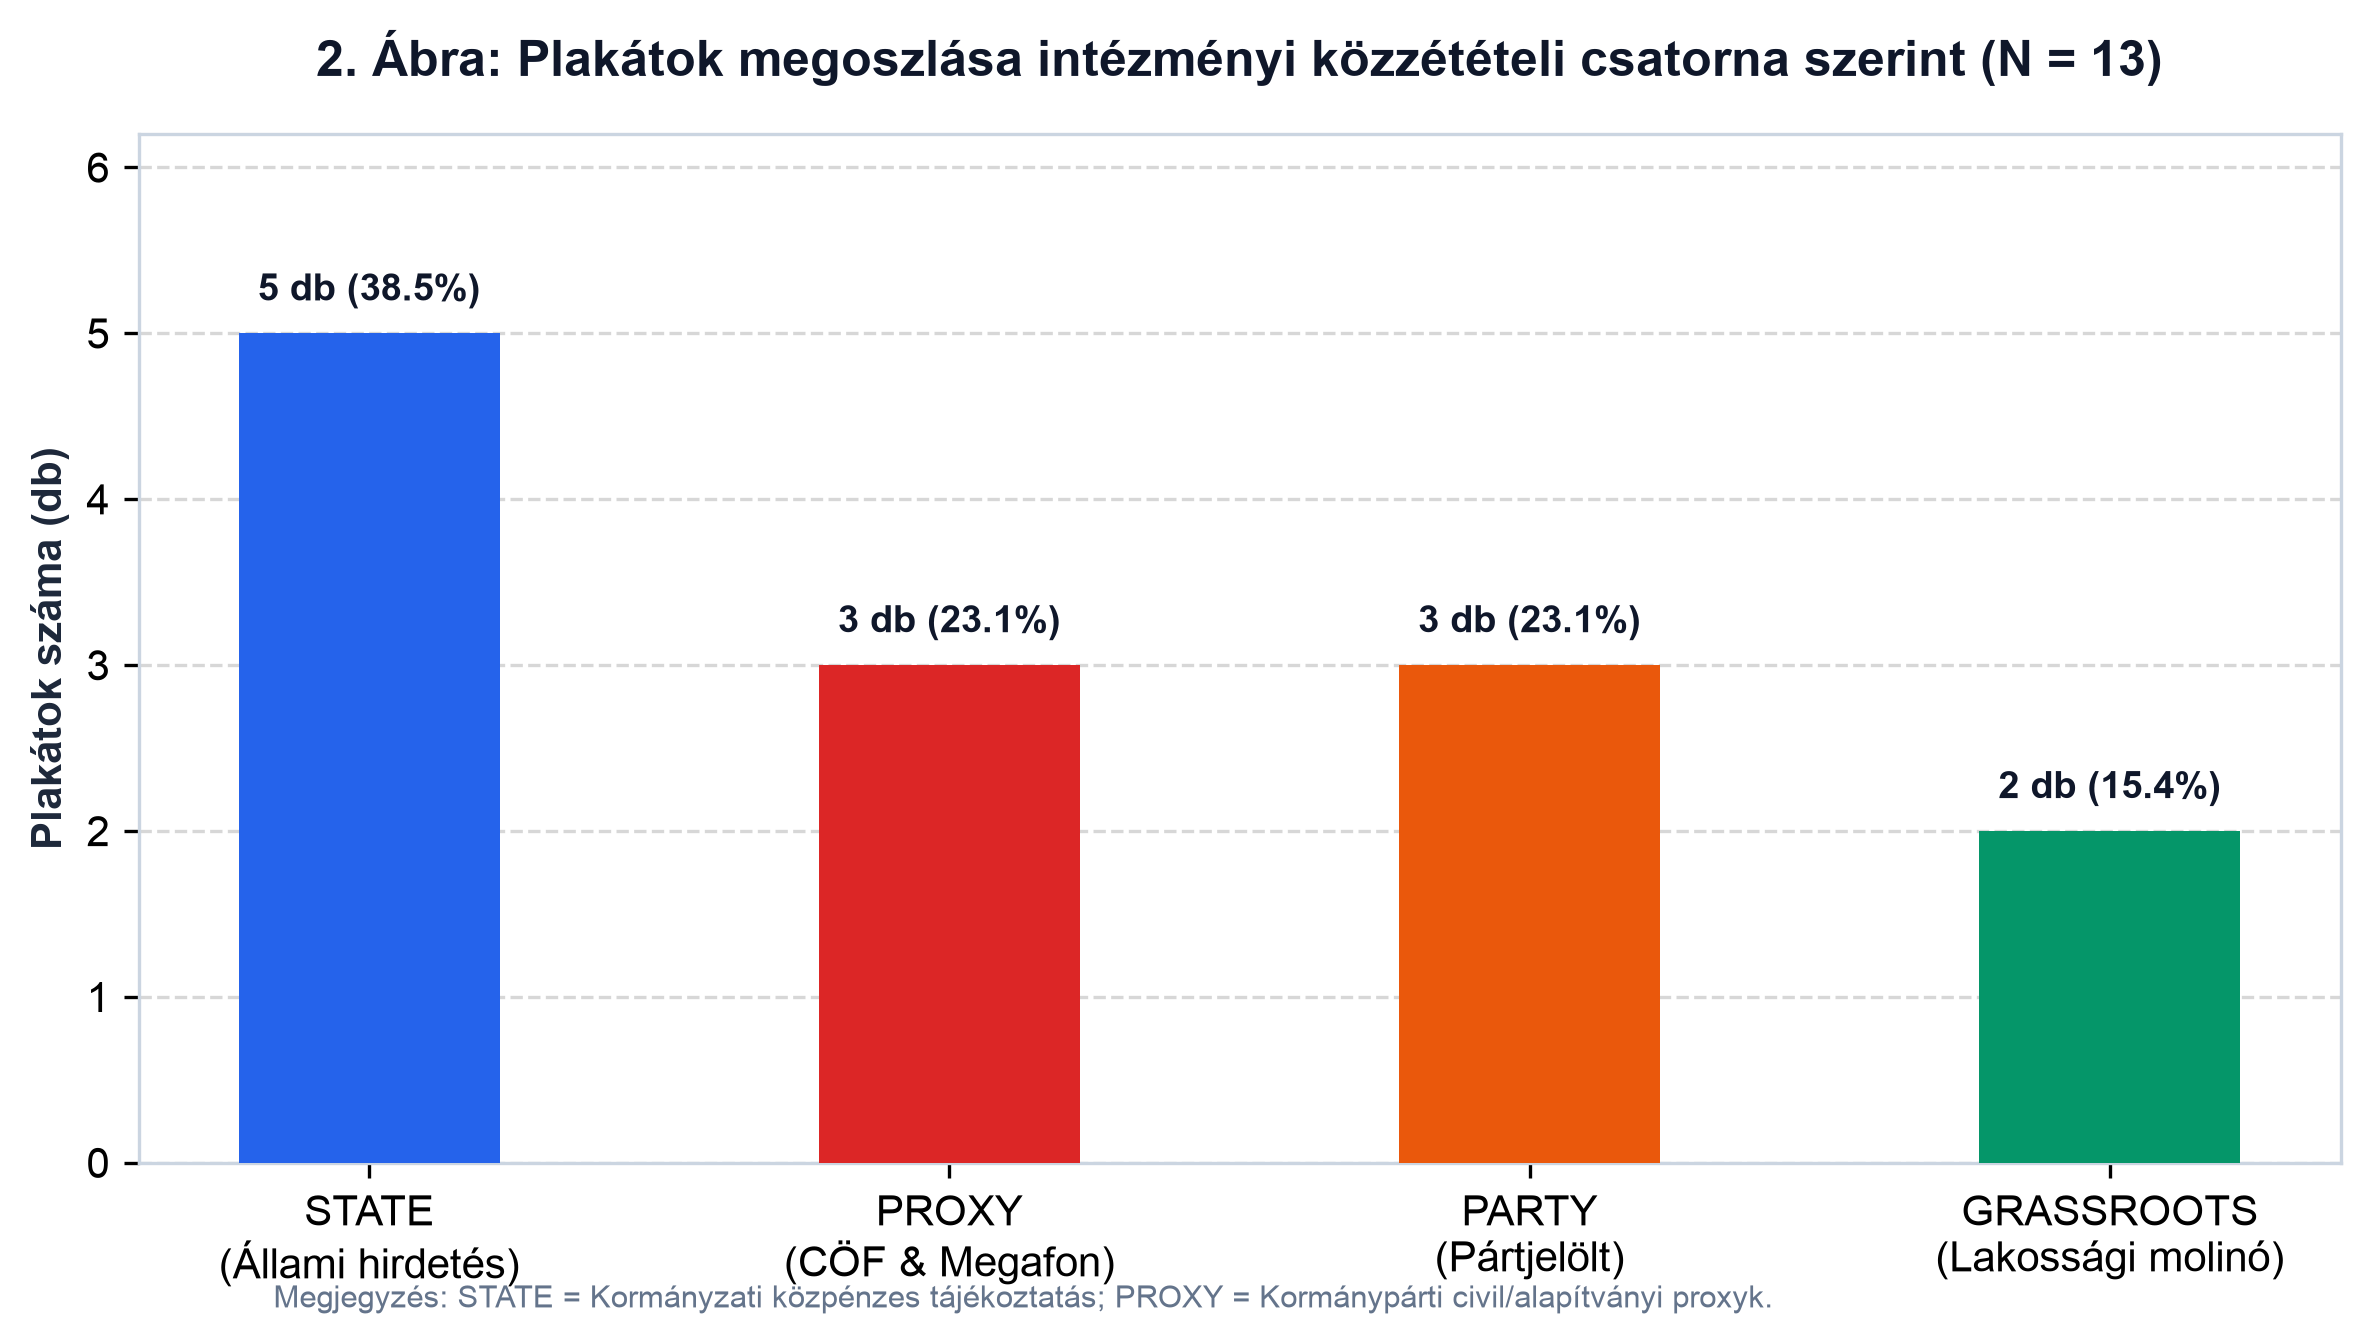 2. Ábra: Plakátok megoszlása intézményi közzétételi csatorna szerint (N = 13)
Plakátok száma (db)
6
5
4
3
2
1
0
5 db (38.5%)
3 db (23.1%)
3 db (23.1%)
2 db (15.4%)
STATE
(Állami hirdetés)
PROXY
(CÖF & Megafon)
PARTY
(Pártjelölt)
GRASSROOTS
(Lakossági molinó)
Megjegyzés: STATE = Kormányzati közpénzes tájékoztatás; PROXY = Kormánypárti civil/alapítványi proxyk.